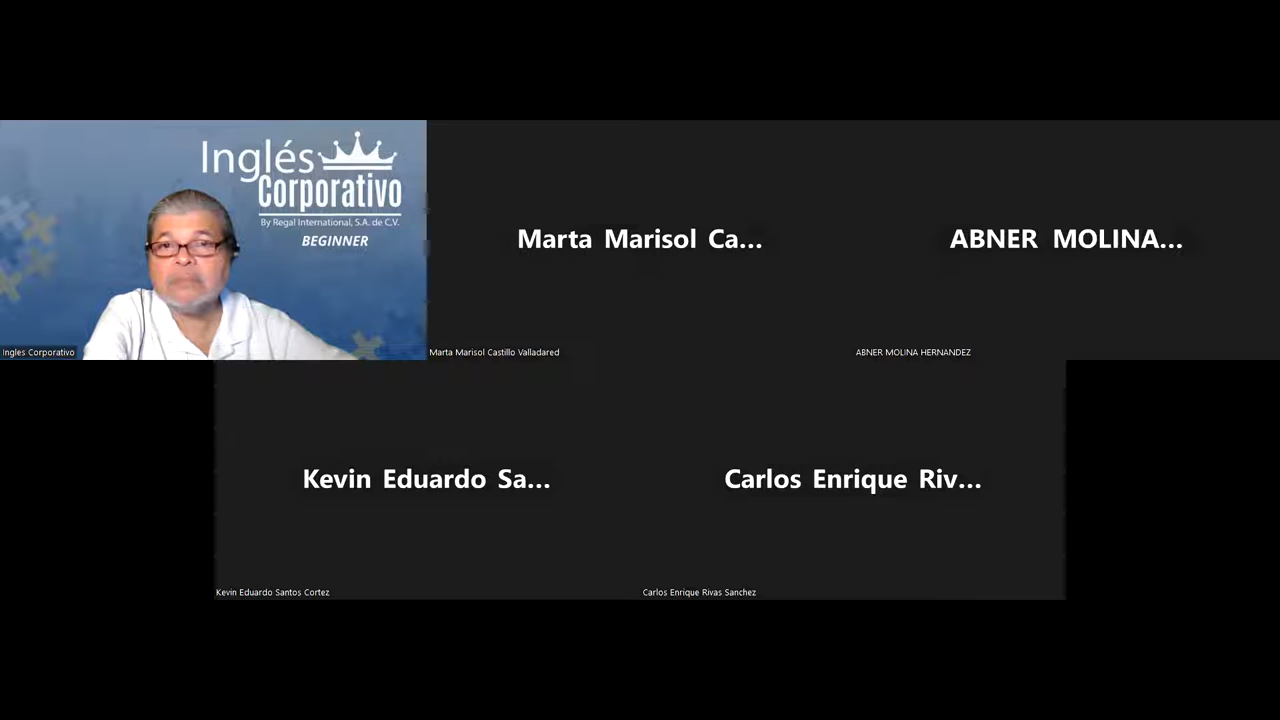 Inglés
Corporativo
By Regal International, S.A. de C.V.
BEGINNER
Ingles Corporativo
Marta Marisol Ca...
Marta Marisol Castillo Valladared
ABNER MOLINA...
ABNER MOLINA HERNANDEZ
Kevin Eduardo Sa...
Kevin Eduardo Santos Cortez
Carlos Enrique Riv...
Carlos Enrique Rivas Sanchez